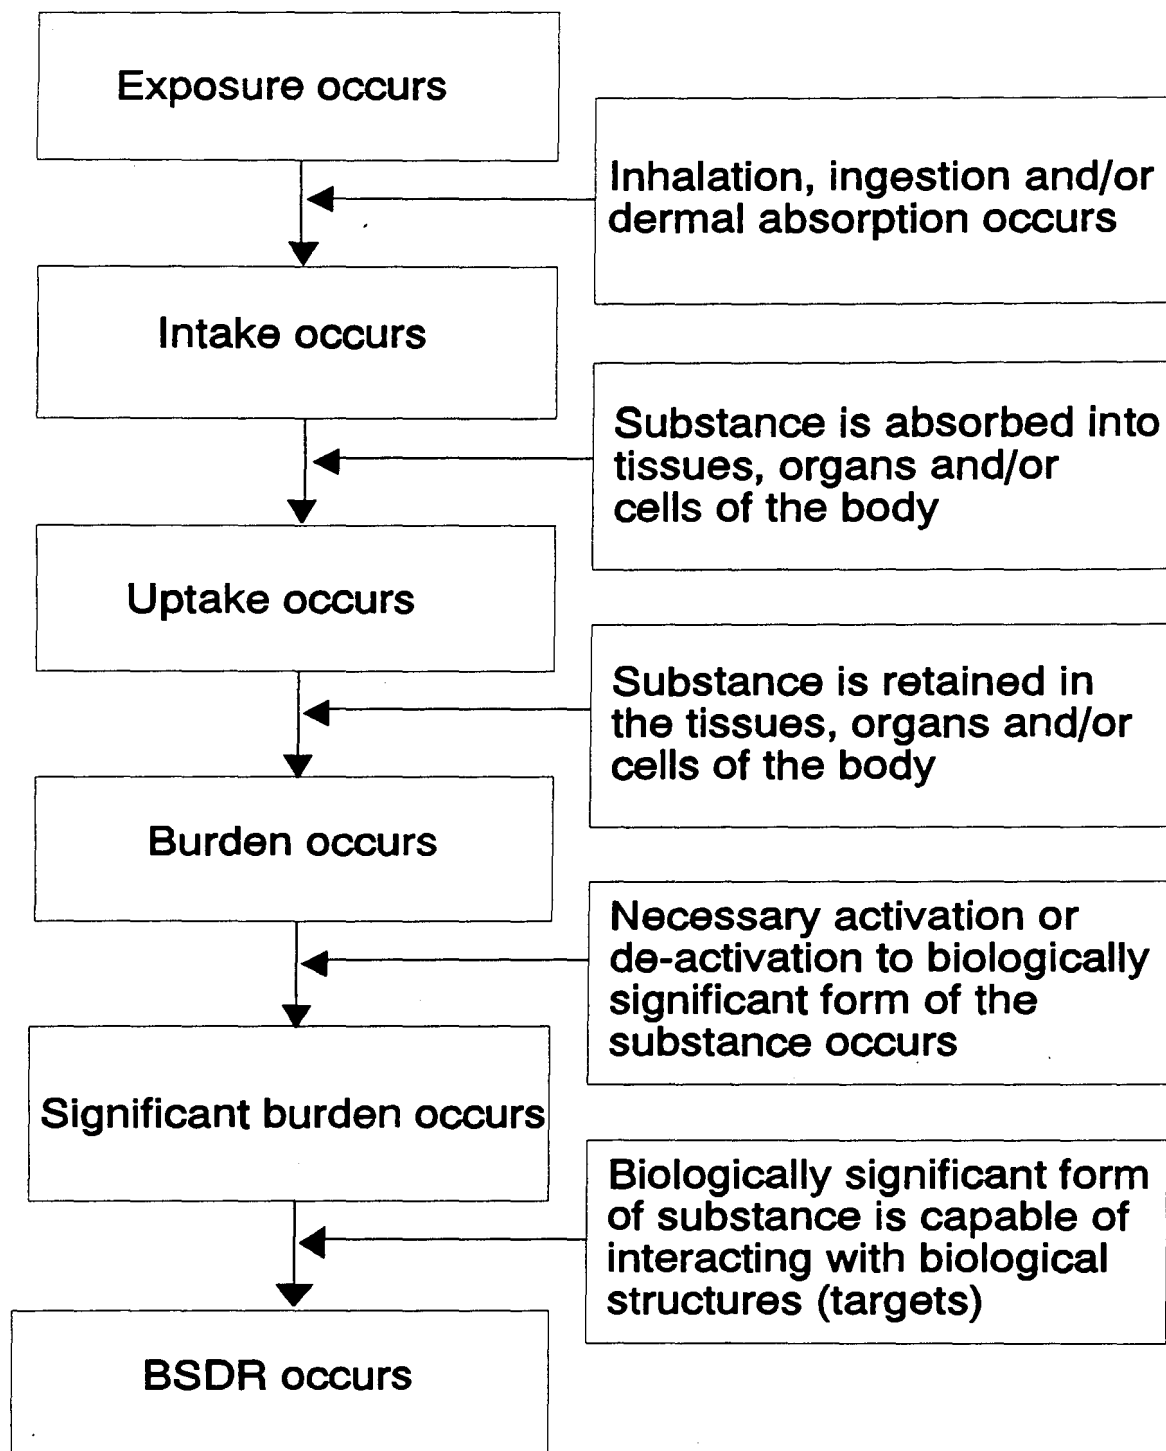 Exposure occurs
Inhalation, ingestion and/or
dermal absorption occurs
Intake occurs
Substance is absorbed into
tissues, organs and/or
cells of the body
Uptake occurs
Substance is retained in
the tissues, organs and/or
cells of the body
Burden occurs
Necessary activation or
de-activation to biologically
significant form of the
substance occurs
Significant burden occurs
Biologically significant form
of substance is capable of
interacting with biological
structures (targets)
BSDR occurs